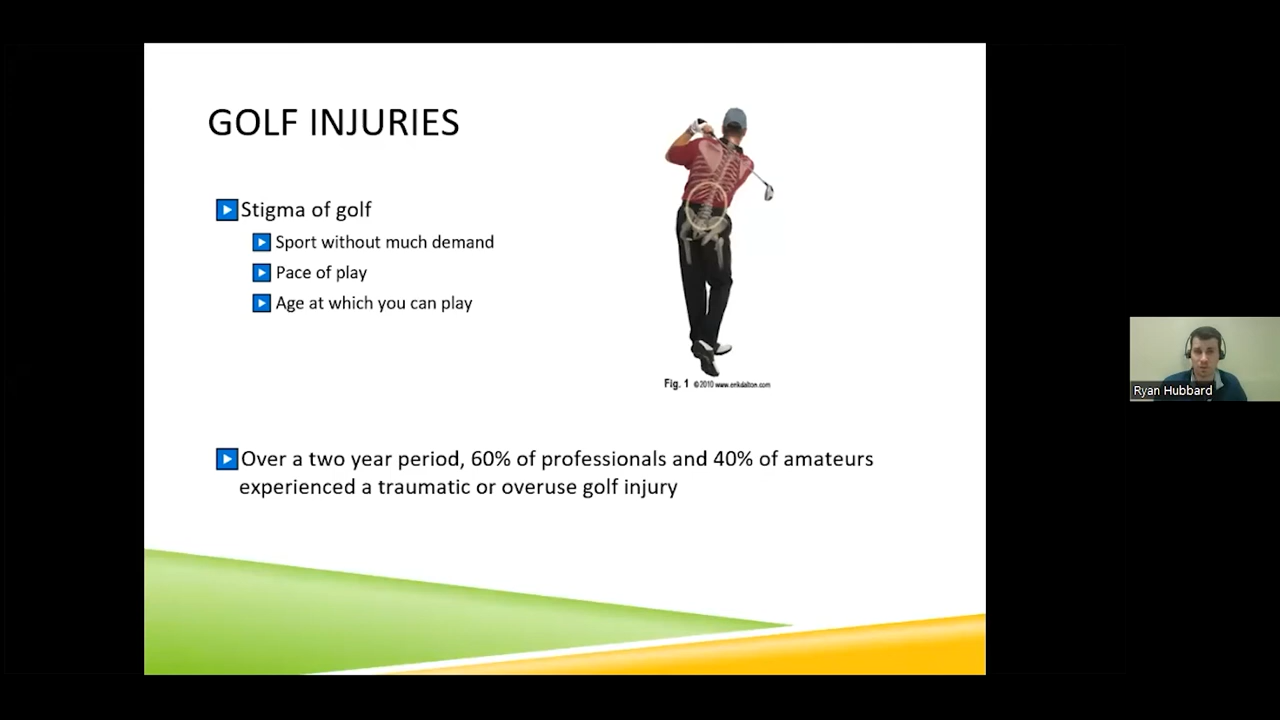 GOLF INJURIES
Stigma of golf
Sport without much demand
Pace of play
Age at which you can play
Fig. 1 ©2010 www.erikdalton.com
Over a two year period, 60% of professionals and 40% of amateurs
experienced a traumatic or overuse golf injury
Ryan Hubbard